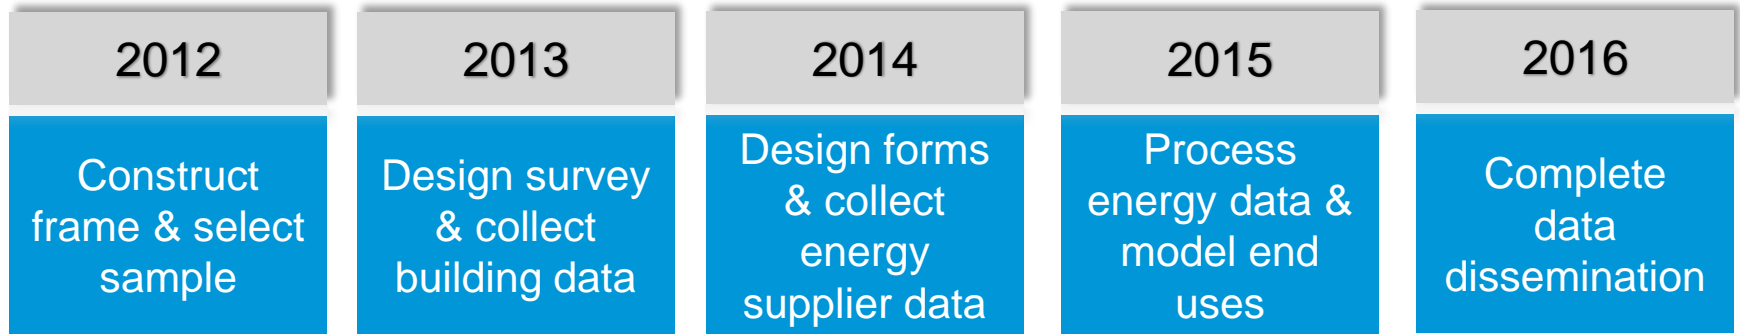 2012
Construct
frame & select
sample
2013
Design survey
& collect
building data
2014
Design forms
& collect
energy
supplier data
2015
Process
energy data &
model end
uses
2016
Complete
data
dissemination